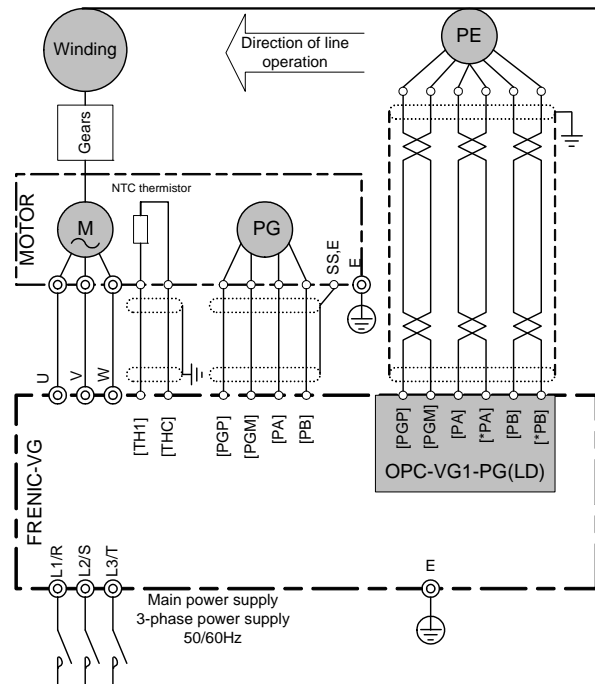 Winding
Direction of line
operation
PE
Gears
NTC thermistor
MOTOR
M
PG
SS,E
E
U
V
W
[TH1]
[THC]
[PGP]
[PGM]
[PA]
[PB]
[PGP]
[PGM]
[PA]
[*PA]
[PB]
[*PB]
OPC-VG1-PG(LD)
FRENIC-VG
L1/R
L2/S
L3/T
E
Main power supply
3-phase power supply
50/60Hz